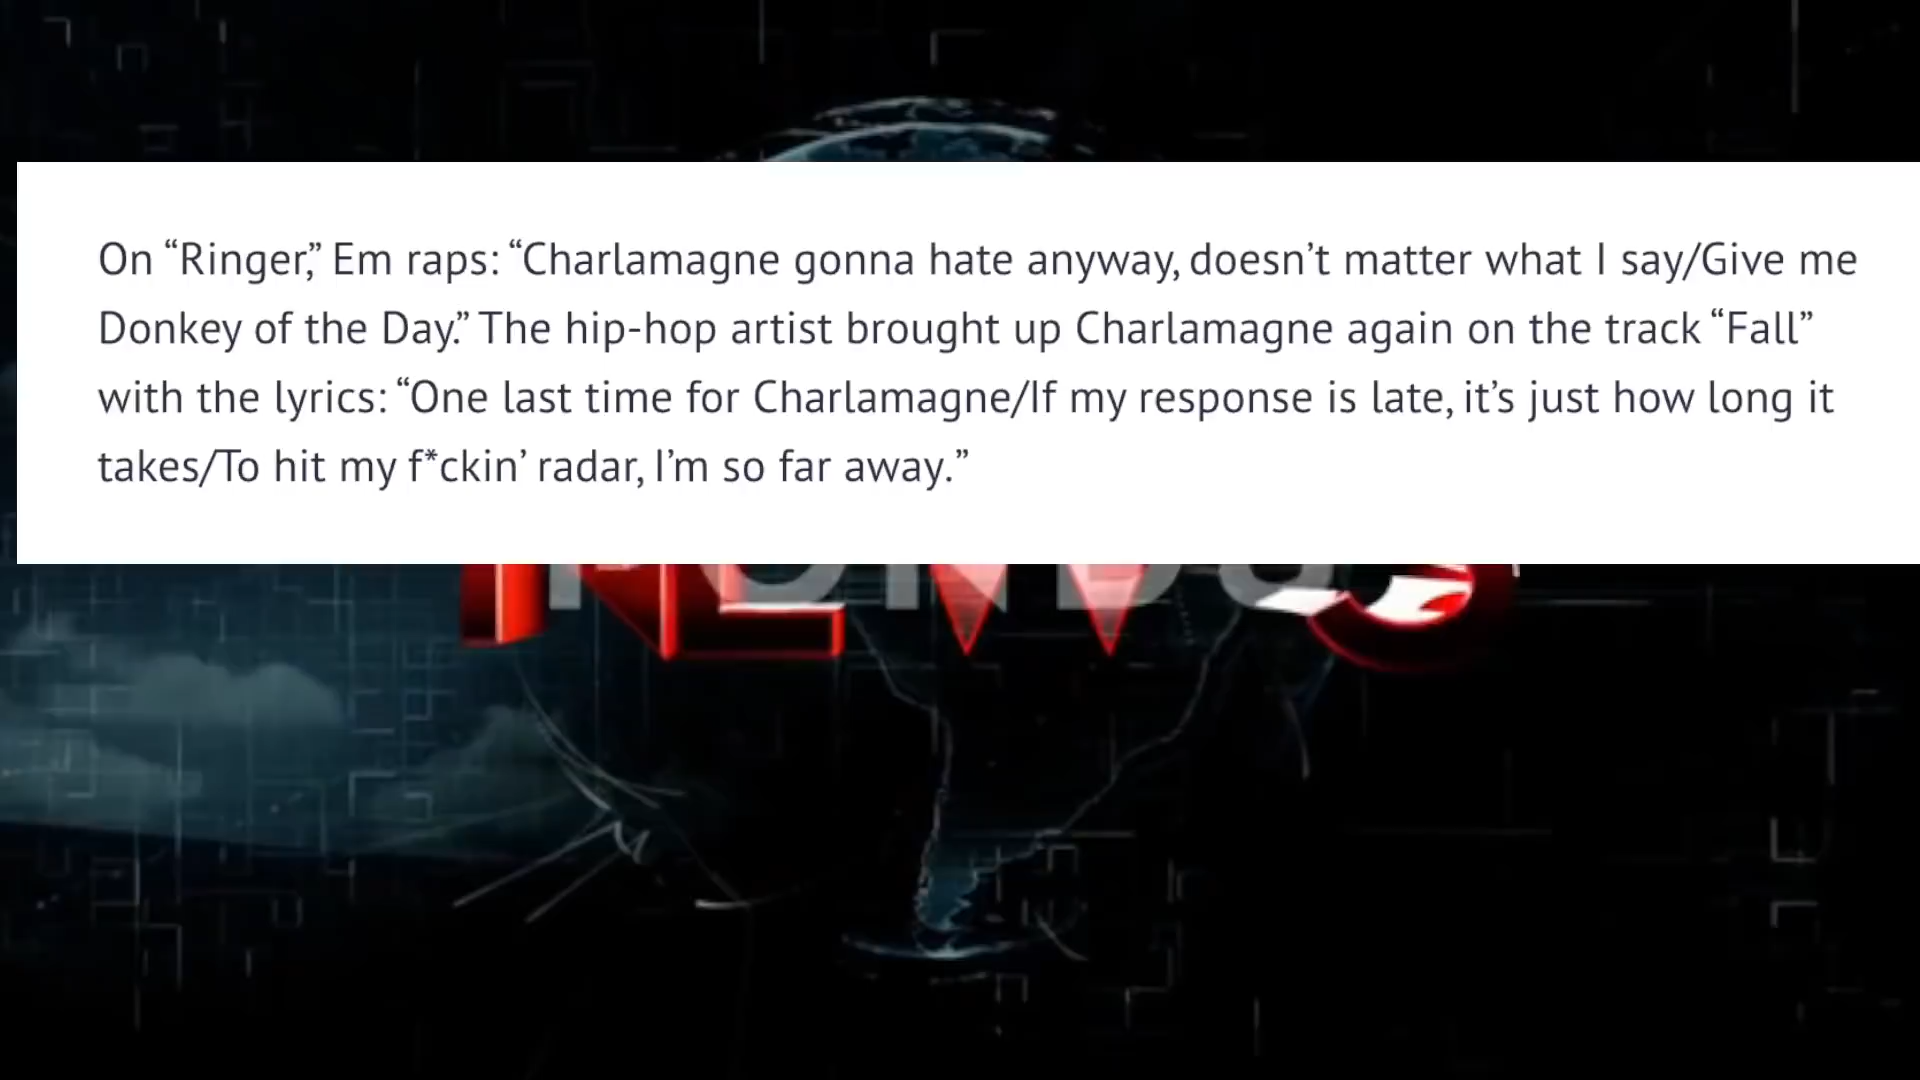 On “Ringer,” Em raps: “Charlamagne gonna hate anyway, doesn’t matter what I say/Give me
Donkey of the Day.” The hip-hop artist brought up Charlamagne again on the track “Fall”
with the lyrics: “One last time for Charlamagne/If my response is late, it’s just how long it
takes/To hit my f*ckin’ radar, I’m so far away.”
NEWS